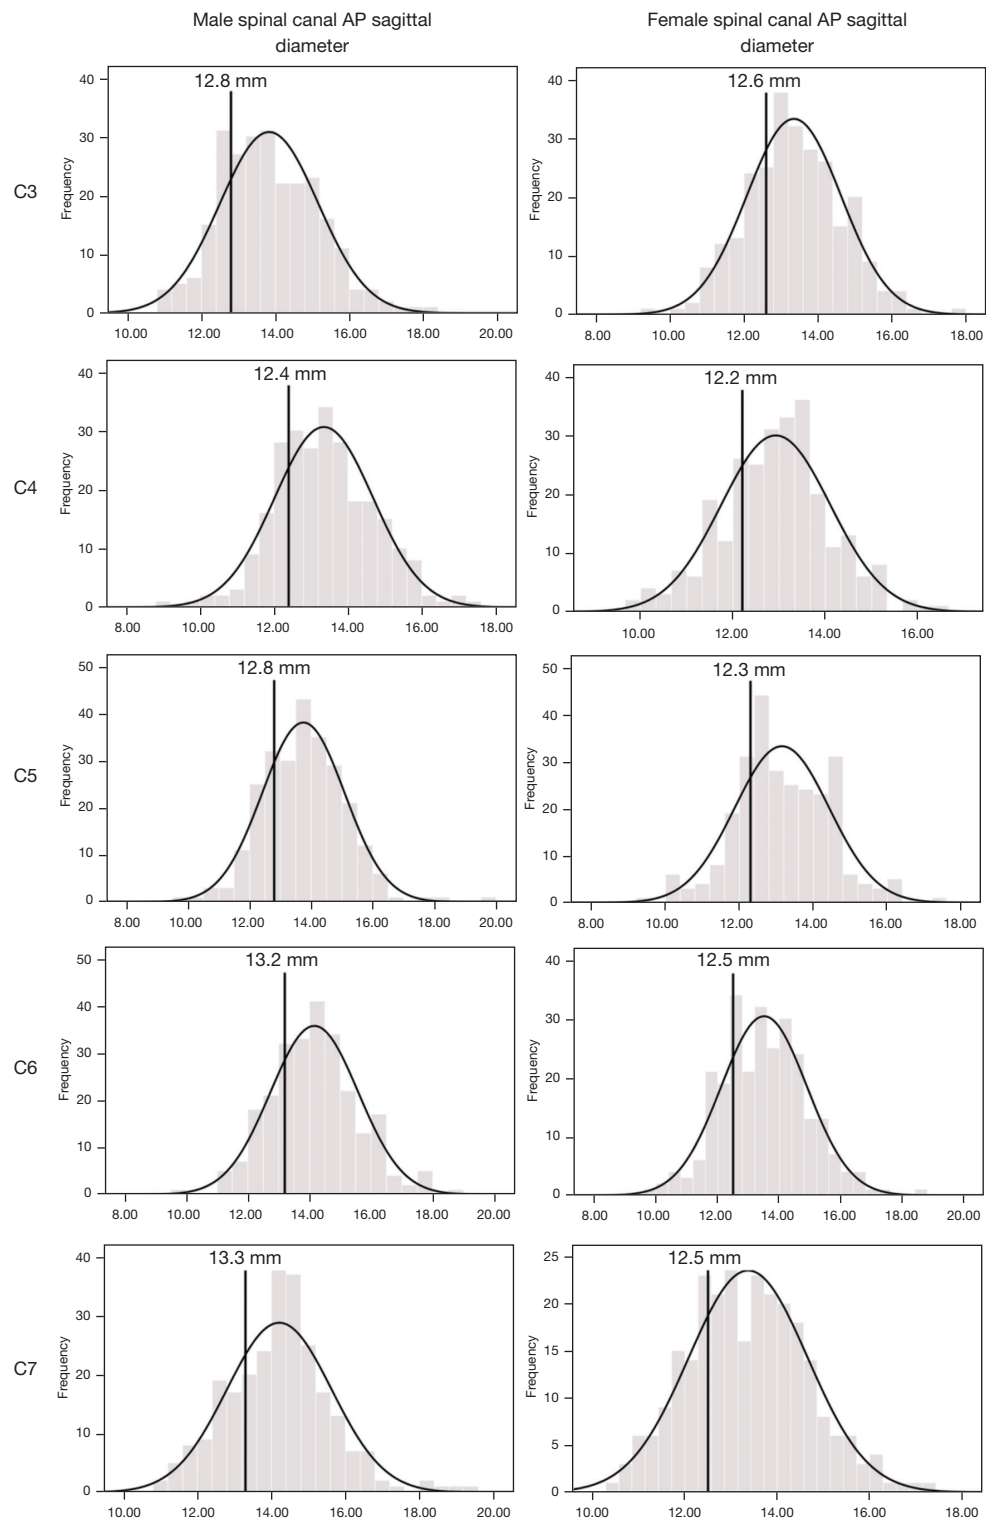 Male spinal canal AP sagittal
diameter
Female spinal canal AP sagittal
diameter
C3
Frequency
40
30
20
10
0
12.8 mm
10.00 12.00 14.00 16.00 18.00 20.00
Frequency
40
30
20
10
0
12.6 mm
8.00 10.00 12.00 14.00 16.00 18.00
C4
Frequency
40
30
20
10
0
12.4 mm
8.00 10.00 12.00 14.00 16.00 18.00
Frequency
40
30
20
10
0
12.2 mm
10.00 12.00 14.00 16.00
C5
Frequency
50
40
30
20
10
0
12.8 mm
8.00 10.00 12.00 14.00 16.00 18.00 20.00
Frequency
50
40
30
20
10
0
12.3 mm
8.00 10.00 12.00 14.00 16.00 18.00
C6
Frequency
50
40
30
20
10
0
13.2 mm
8.00 10.00 12.00 14.00 16.00 18.00 20.00
Frequency
40
30
20
10
0
12.5 mm
8.00 10.00 12.00 14.00 16.00 18.00 20.00
C7
Frequency
40
30
20
10
0
13.3 mm
10.00 12.00 14.00 16.00 18.00 20.00
Frequency
25
20
15
10
5
0
12.5 mm
10.00 12.00 14.00 16.00 18.00